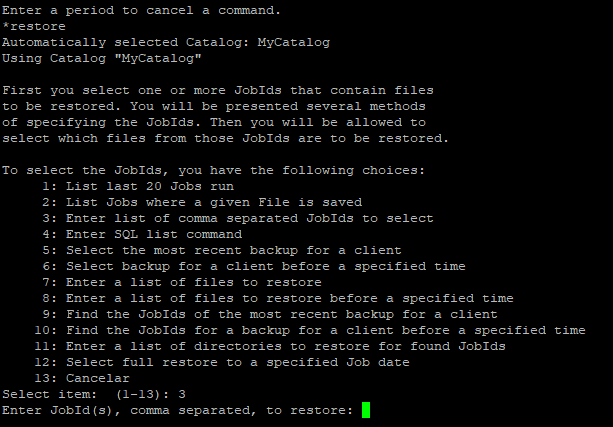 Enter a period to cancel a command.
*restore
Automatically selected Catalog: MyCatalog
Using Catalog "MyCatalog"
First you select one or more JobIds that contain files
to be restored. You will be presented several methods
of specifying the JobIds. Then you will be allowed to
select which files from those JobIds are to be restored.
To select the JobIds, you have the following choices:
1: List last 20 Jobs run
2: List Jobs where a given File is saved
3: Enter list of comma separated JobIds to select
4: Enter SQL list command
5: Select the most recent backup for a client
6: Select backup for a client before a specified time
7: Enter a list of files to restore
8: Enter a list of files to restore before a specified time
9: Find the JobIds of the most recent backup for a client
10: Find the JobIds for a backup for a client before a specified time
11: Enter a list of directories to restore for found JobIds
12: Select full restore to a specified Job date
13: Cancelar
Select item:  (1-13): 3
Enter JobId(s), comma separated, to restore: